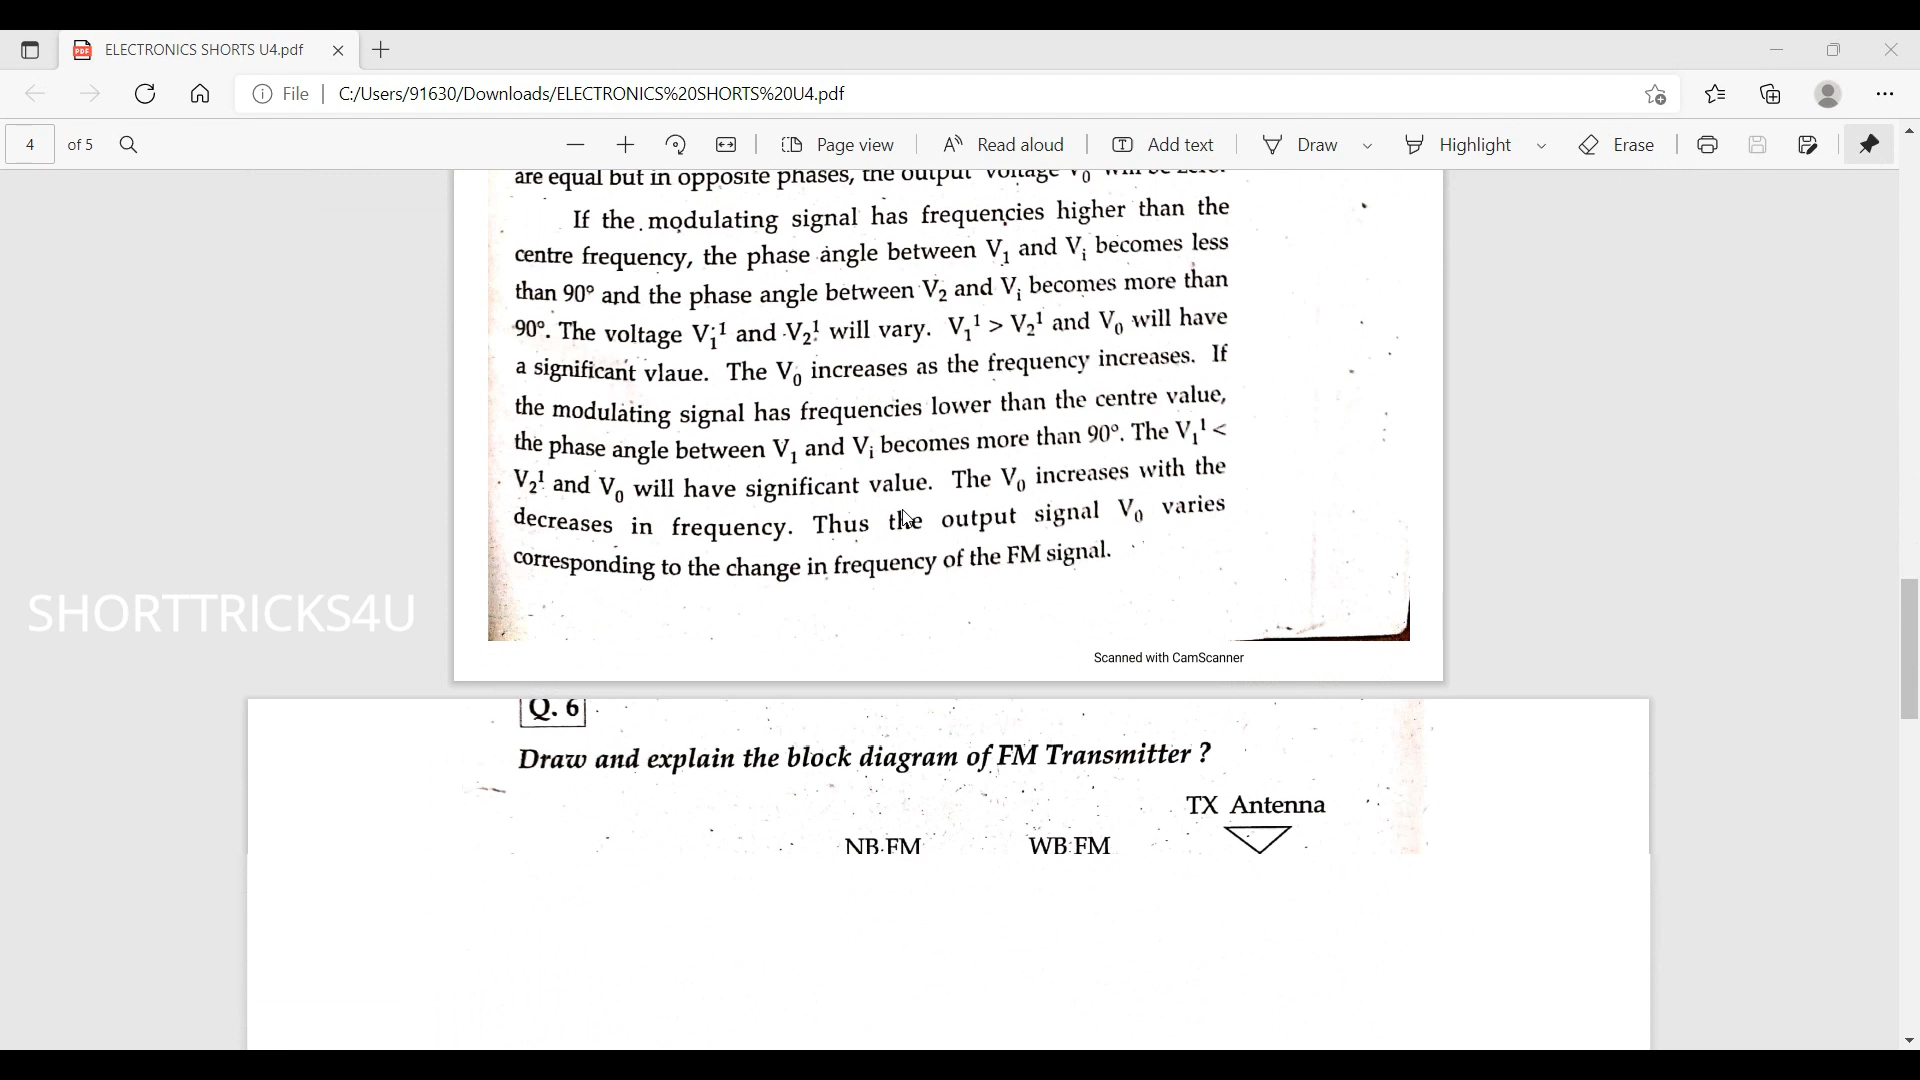 ELECTRONICS SHORTS U4.pdf
File C:/Users/91630/Downloads/ELECTRONICS%20SHORTS%20U4.pdf
4 of 5 Page view Read aloud Add text Draw Highlight Erase
are equal but in opposite phases, the output voltage V0 will be zero.
If the modulating signal has frequencies higher than the
centre frequency, the phase angle between V1 and Vi becomes less
than 90° and the phase angle between V2 and Vi becomes more than
90°. The voltage V1¹ and V2¹ will vary. V1¹ > V2¹ and V0 will have
a significant vlaue. The V0 increases as the frequency increases. If
the modulating signal has frequencies lower than the centre value,
the phase angle between V1 and Vi becomes more than 90°. The V1¹ <
V2¹ and V0 will have significant value. The V0 increases with the
decreases in frequency. Thus the output signal V0 varies
corresponding to the change in frequency of the FM signal.
SHORTTRICKS4U
Scanned with CamScanner
Q. 6
Draw and explain the block diagram of FM Transmitter ?
TX Antenna
NB FM WB FM